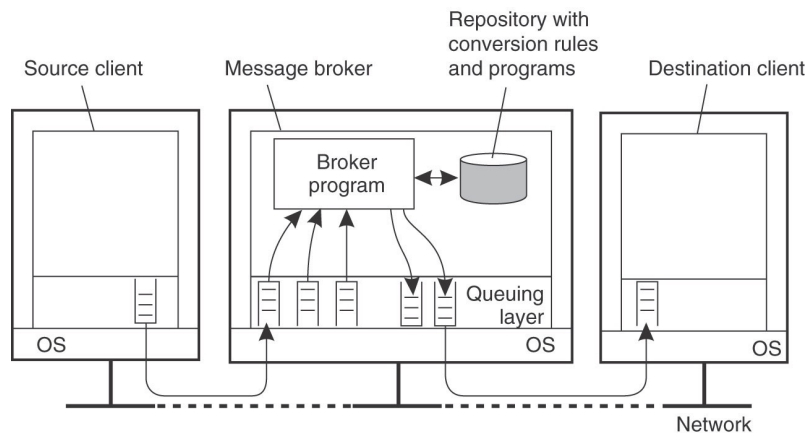 Repository with
conversion rules
and programs
Source client
Message broker
Destination client
Broker
program
Queuing
layer
OS
OS
OS
Network